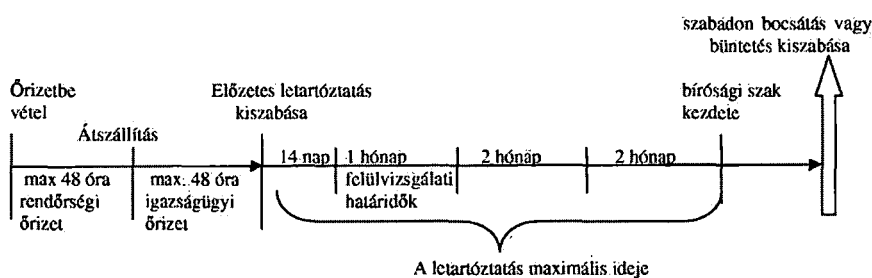 szabadon bocsátás vagy
büntetés kiszabása
Őrizetbe
vétel
Előzetes letartóztatás
kiszabása
bírósági szak
kezdete
Átszállítás
14 nap
1 hónap
2 hónap
2 hónap
max 48 óra
rendőrségi
őrizet
max. 48 óra
igazságügyi
őrizet
felülvizsgálati
határidők
A letartóztatás maximális ideje